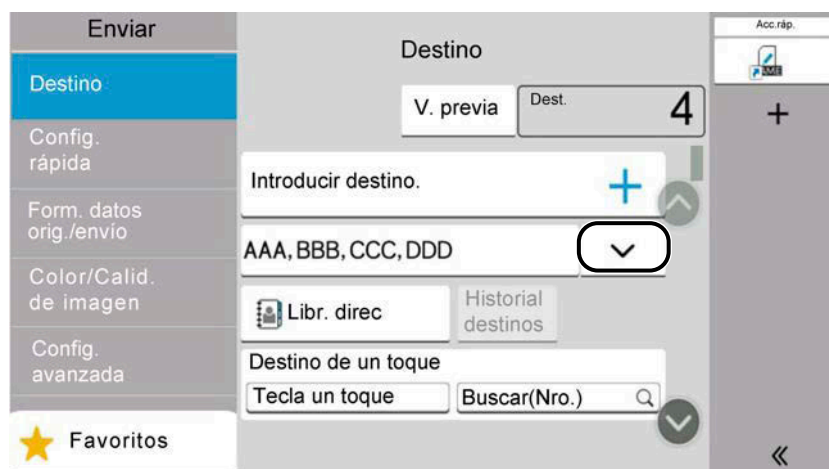 Enviar
Destino
Config.
rápida
Form. datos
orig./envío
Color/Calid.
de imagen
Config.
avanzada
Favoritos
Destino
V. previa
Dest.
4
Introducir destino.
AAA, BBB, CCC, DDD
Libr. direc
Historial
destinos
Destino de un toque
Tecla un toque
Buscar(Nro.)
Acc.ráp.